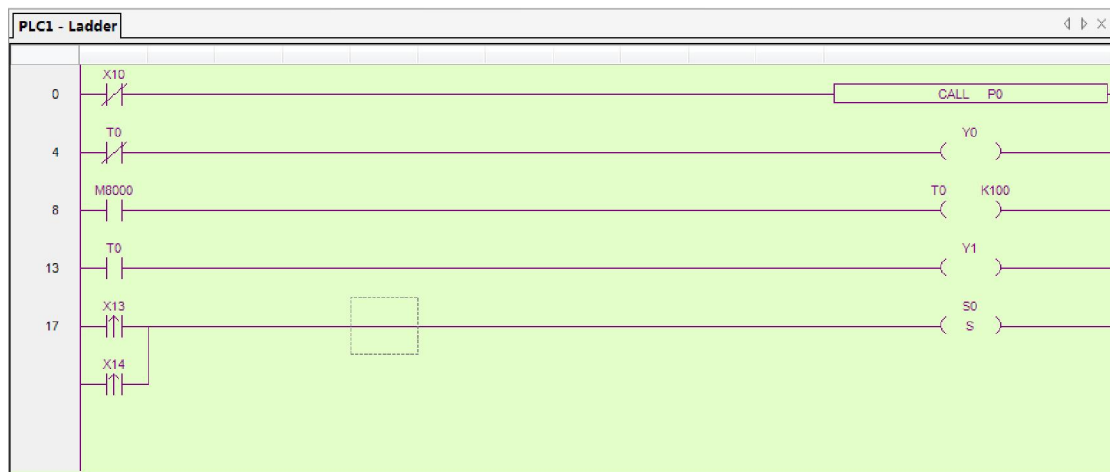 PLC1 - Ladder
X10
0 CALL P0
T0 Y0
4
M8000 T0 K100
8
T0 Y1
13
X13 S0
17 S
X14